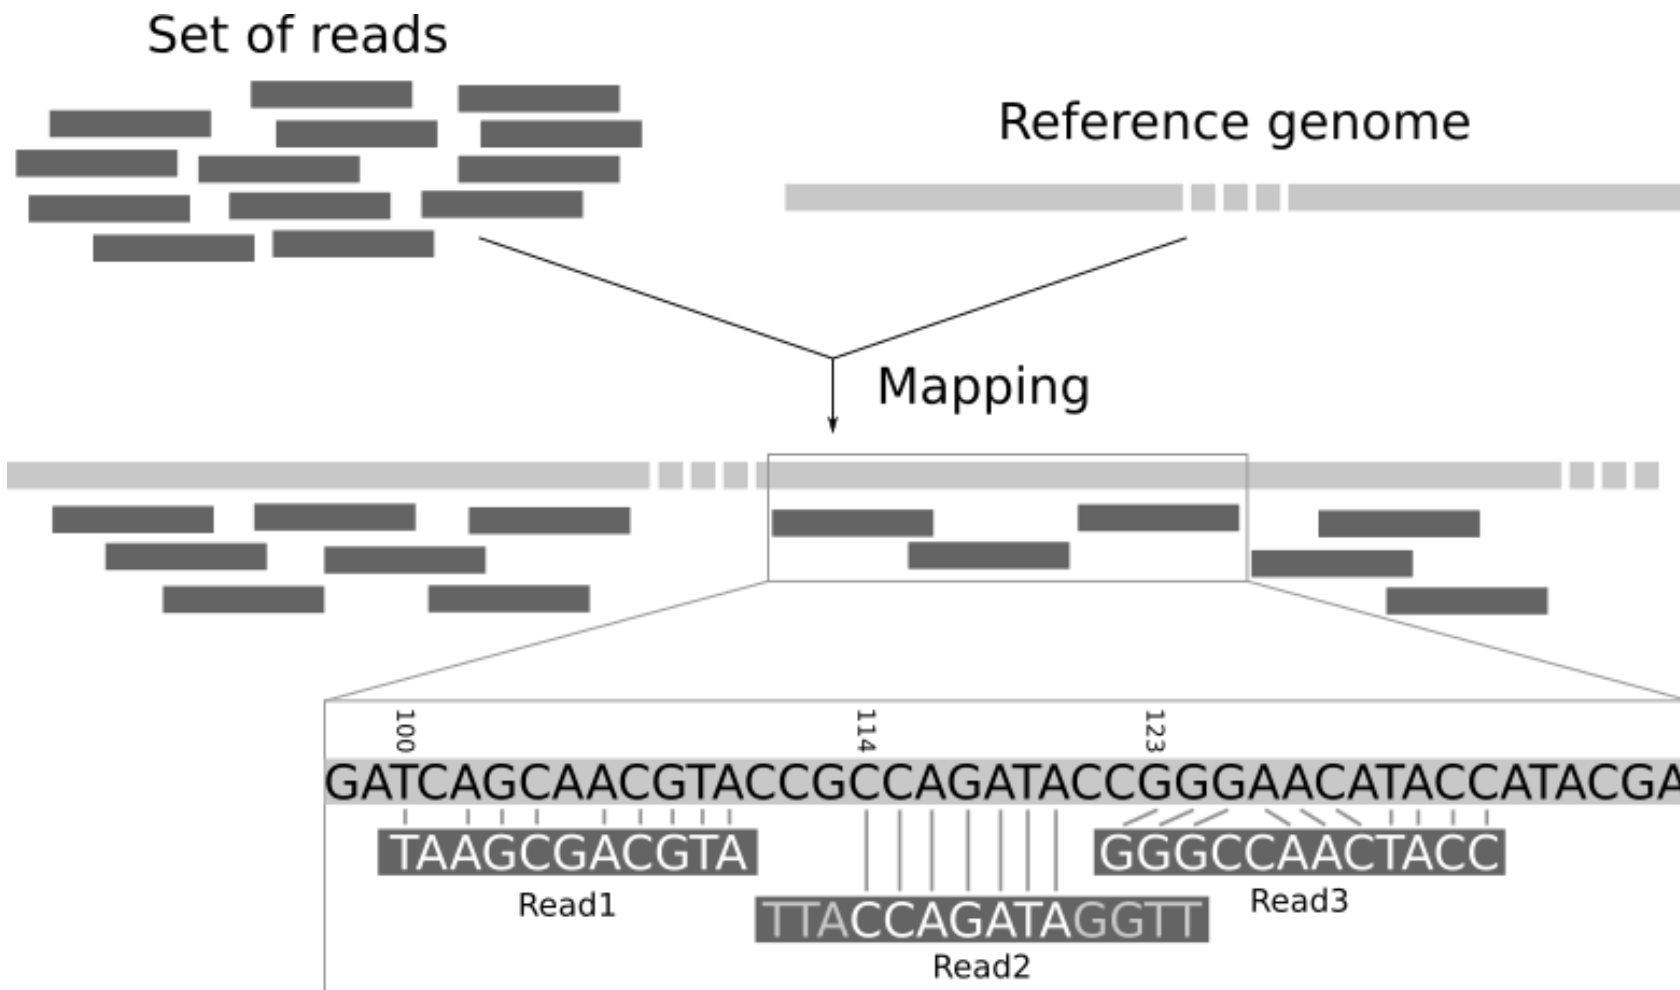 Set of reads
Reference genome
Mapping
100
114
123
GATCAGCAACGTACCGCCAGATACCGGGAACATACCATACGA
TAAGCGACGTA
Read1
TTACCAGATAGGTT
Read2
GGGCCAACTACC
Read3